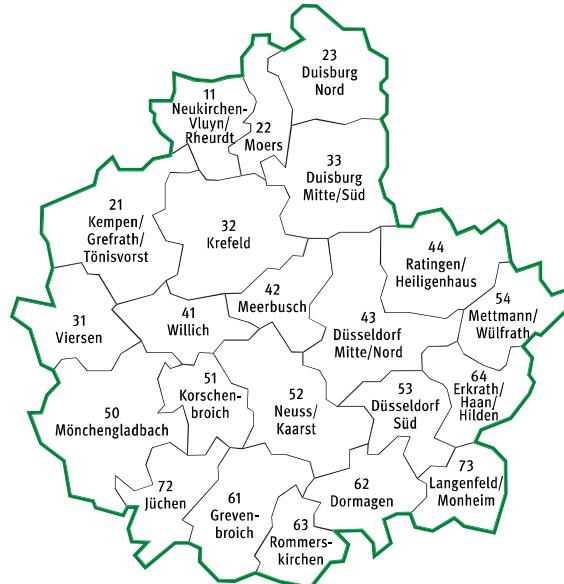 23
Duisburg
Nord
11
Neukirchen-
Vluyn/
Rheurdt
22
Moers
33
Duisburg
Mitte/Süd
21
Kempen/
Grefrath/
Tönisvorst
32
Krefeld
44
Ratingen/
Heiligenhaus
42
Meerbusch
54
Mettmann/
Wülfrath
31
Viersen
41
Willich
43
Düsseldorf
Mitte/Nord
51
Korschen-
broich
52
Neuss/
Kaarst
53
Düsseldorf
Süd
64
Erkrath/
Haan/
Hilden
50
Mönchengladbach
72
Jüchen
61
Greven-
broich
62
Dormagen
73
Langenfeld/
Monheim
63
Rommers-
kirchen